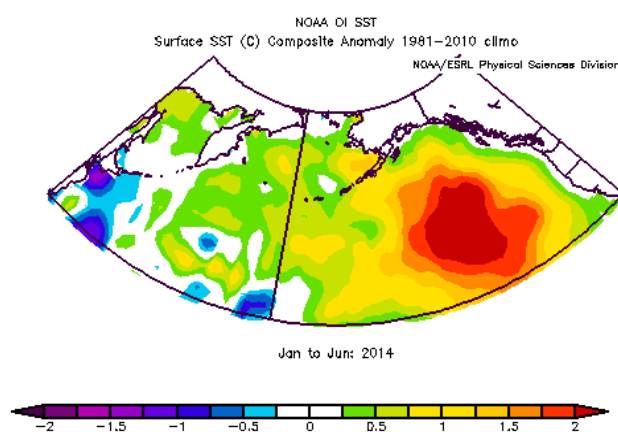 NOAA OI SST
Surface SST (C) Composite Anomaly 1981-2010 climo
NOAA/ESRL Physical Sciences Division
Jan to Jun: 2014
-2 -1.5 -1 -0.5 0 0.5 1 1.5 2